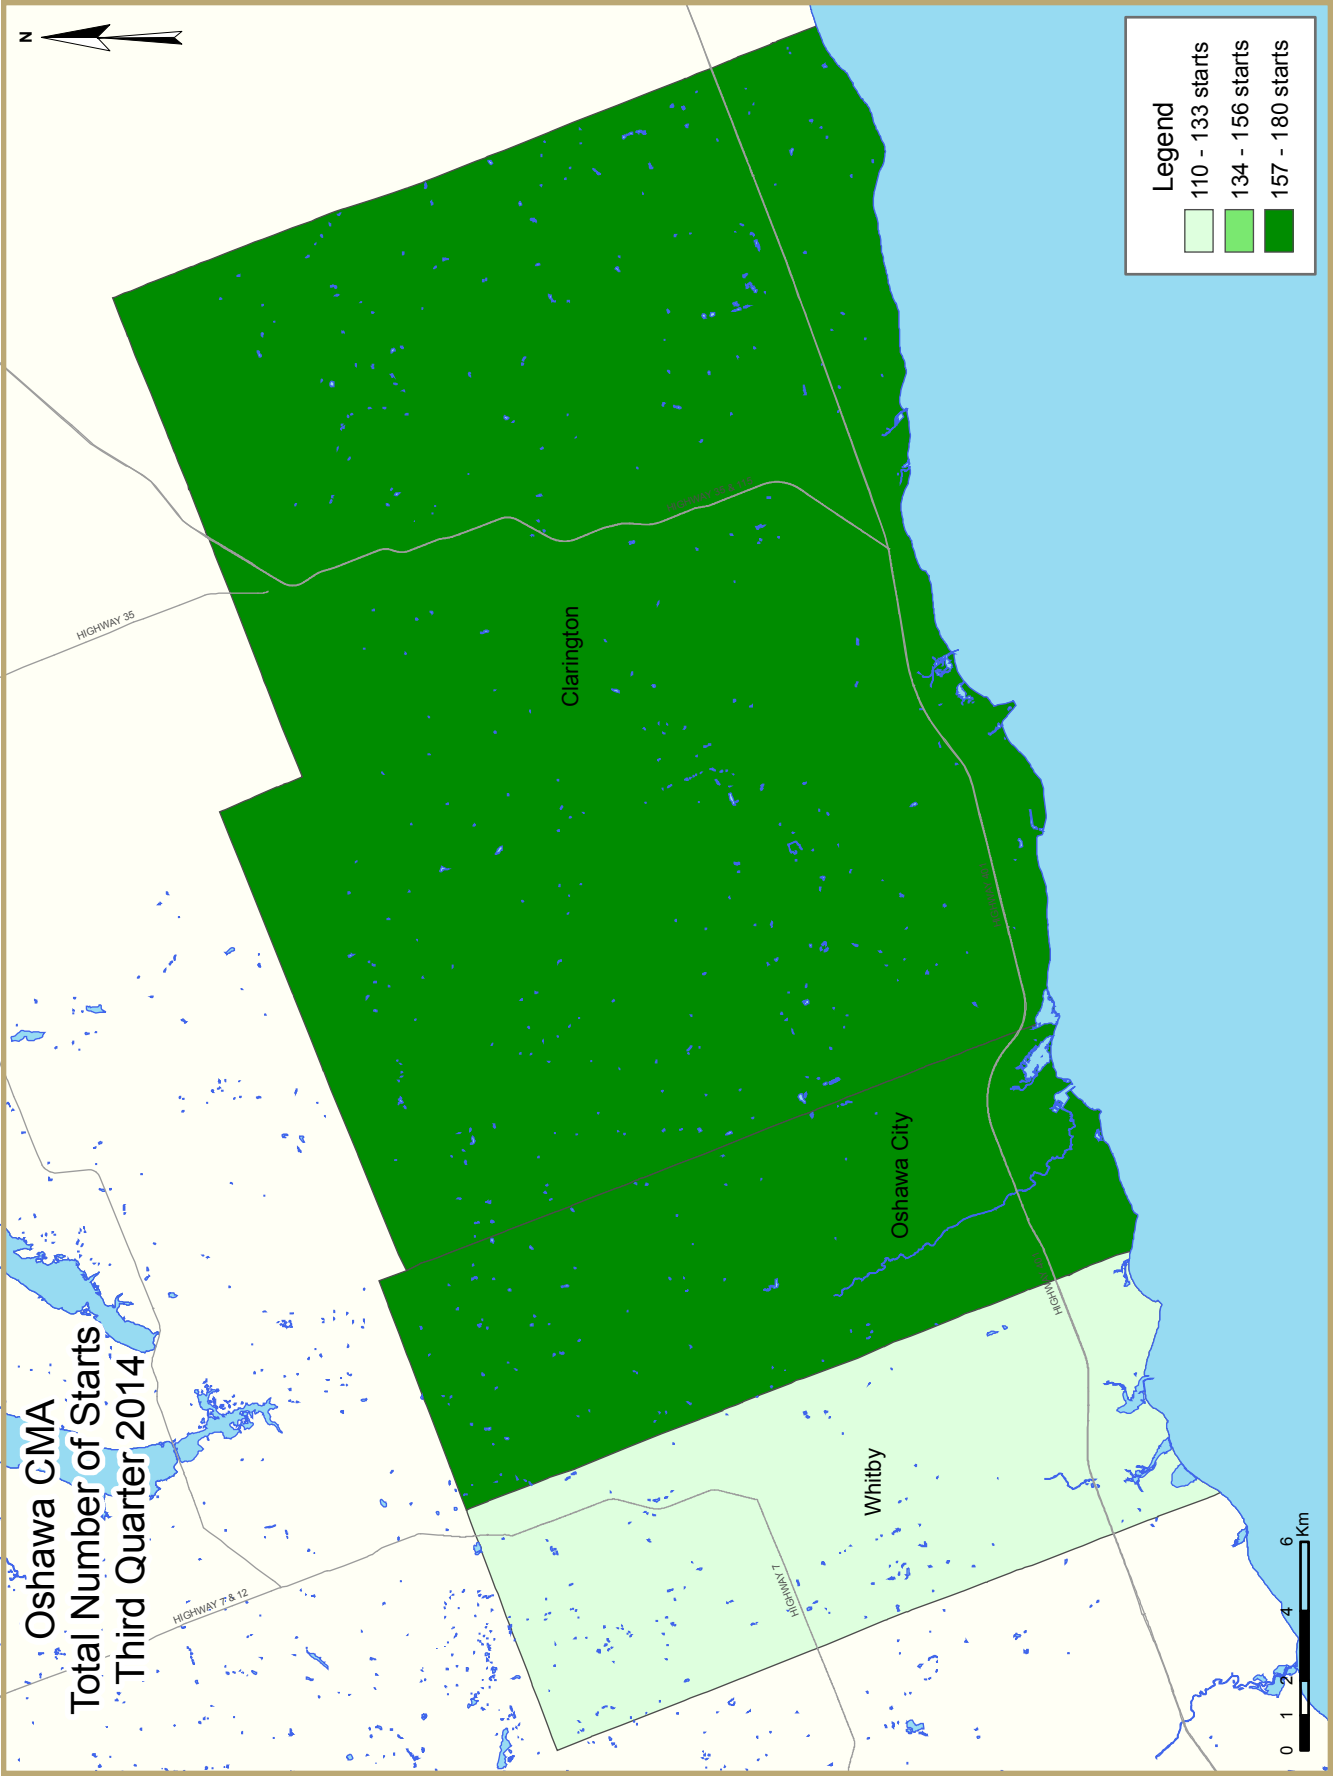 Oshawa CMA
Total Number of Starts
Third Quarter 2014
N
HIGHWAY 35
HIGHWAY 7 & 12
HIGHWAY 7
Clarington
Oshawa City
Whitby
Legend
110 - 133 starts
134 - 156 starts
157 - 180 starts
0 1 2 4 6
Km